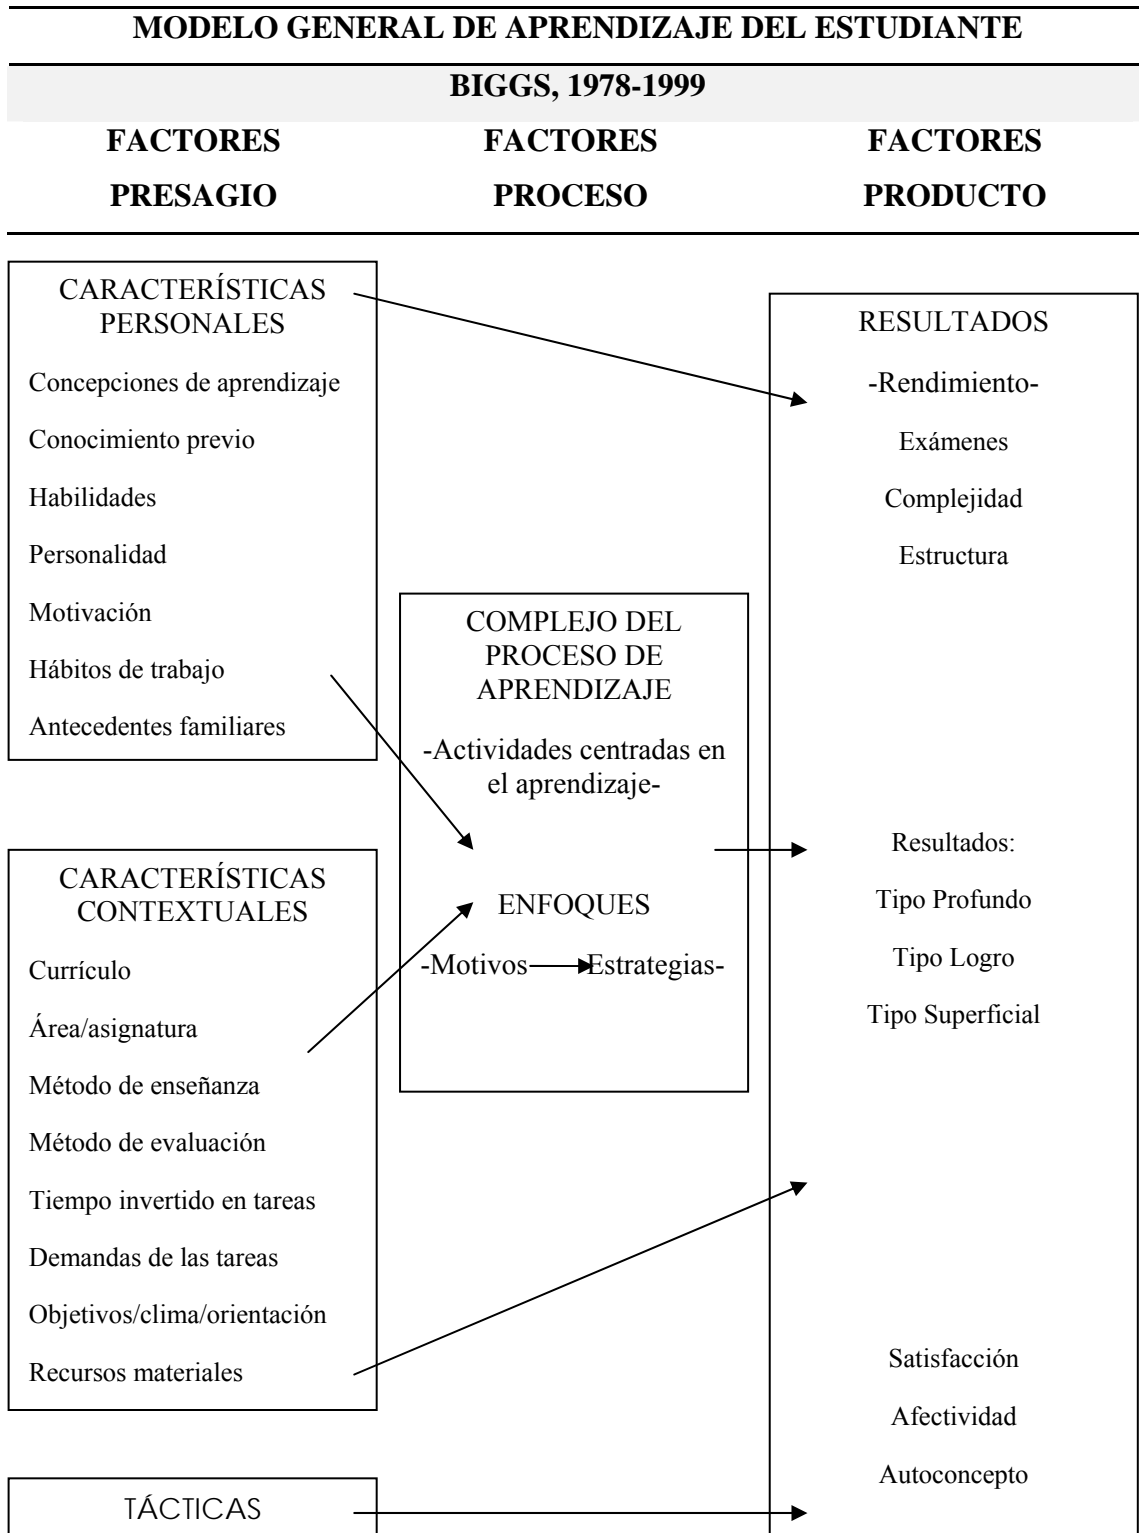 MODELO GENERAL DE APRENDIZAJE DEL ESTUDIANTE
BIGGS, 1978-1999
FACTORES
PRESAGIO
FACTORES
PROCESO
FACTORES
PRODUCTO
CARACTERÍSTICAS
PERSONALES
Concepciones de aprendizaje
Conocimiento previo
Habilidades
Personalidad
Motivación
Hábitos de trabajo
Antecedentes familiares
CARACTERÍSTICAS
CONTEXTUALES
Currículo
Área/asignatura
Método de enseñanza
Método de evaluación
Tiempo invertido en tareas
Demandas de las tareas
Objetivos/clima/orientación
Recursos materiales
TÁCTICAS
COMPLEJO DEL
PROCESO DE
APRENDIZAJE
-Actividades centradas en
el aprendizaje-
ENFOQUES
-Motivos Estrategias-
RESULTADOS
-Rendimiento-
Exámenes
Complejidad
Estructura
Resultados:
Tipo Profundo
Tipo Logro
Tipo Superficial
Satisfacción
Afectividad
Autoconcepto